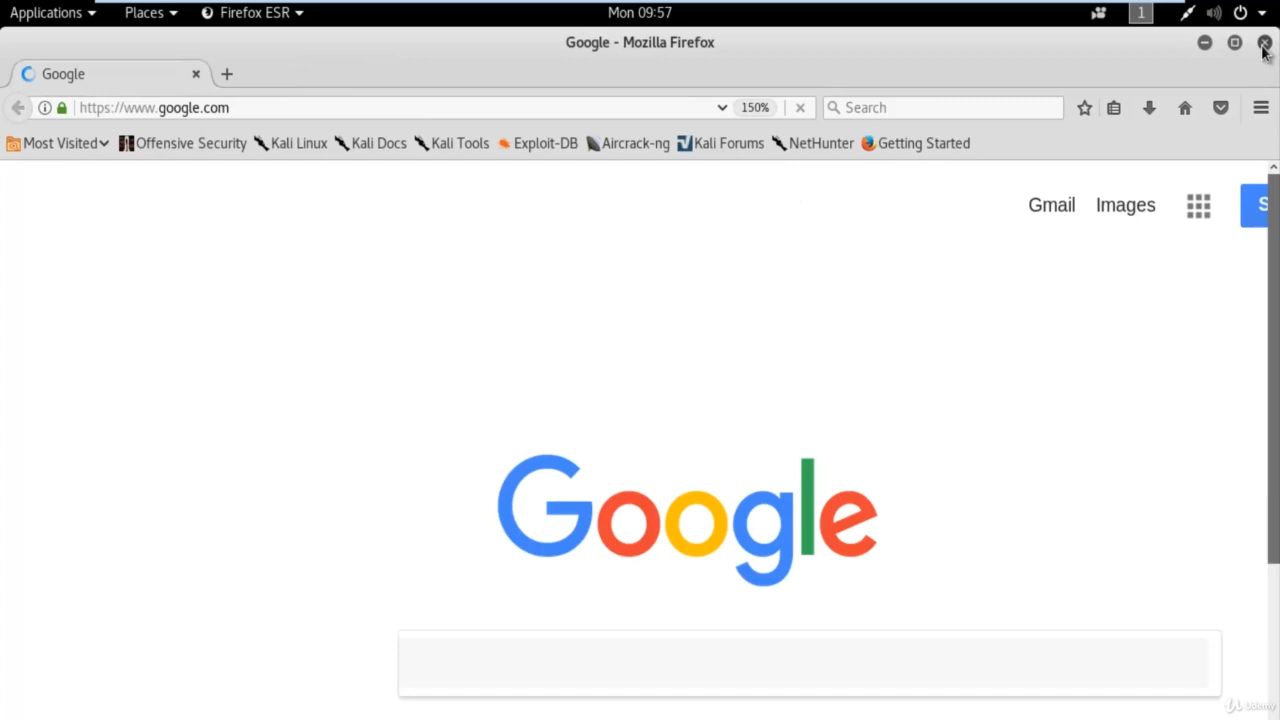 Applications Places Firefox ESR Mon 09:57 1
Google - Mozilla Firefox
Google
https://www.google.com 150% Search
Most Visited Offensive Security Kali Linux Kali Docs Kali Tools Exploit-DB Aircrack-ng Kali Forums NetHunter Getting Started
Gmail Images S
Google
Udemy